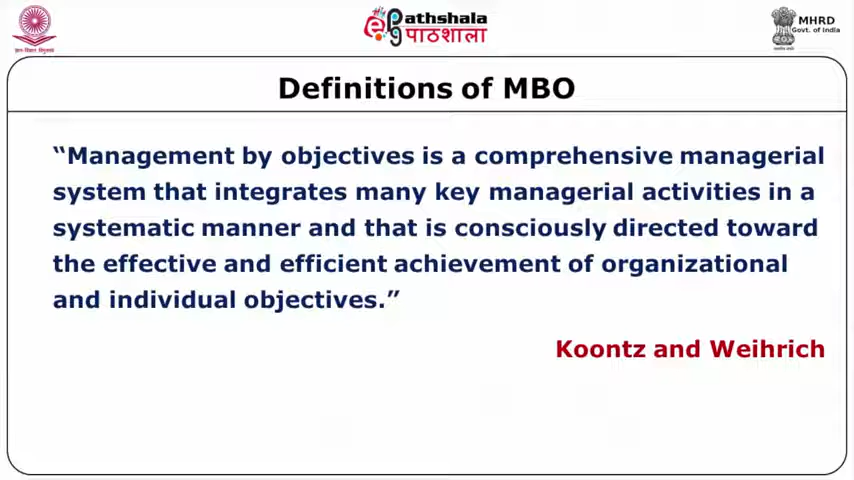 Pathshala
पाठशाला
MHRD
Govt. of India
Definitions of MBO
“Management by objectives is a comprehensive managerial
system that integrates many key managerial activities in a
systematic manner and that is consciously directed toward
the effective and efficient achievement of organizational
and individual objectives.”
Koontz and Weihrich